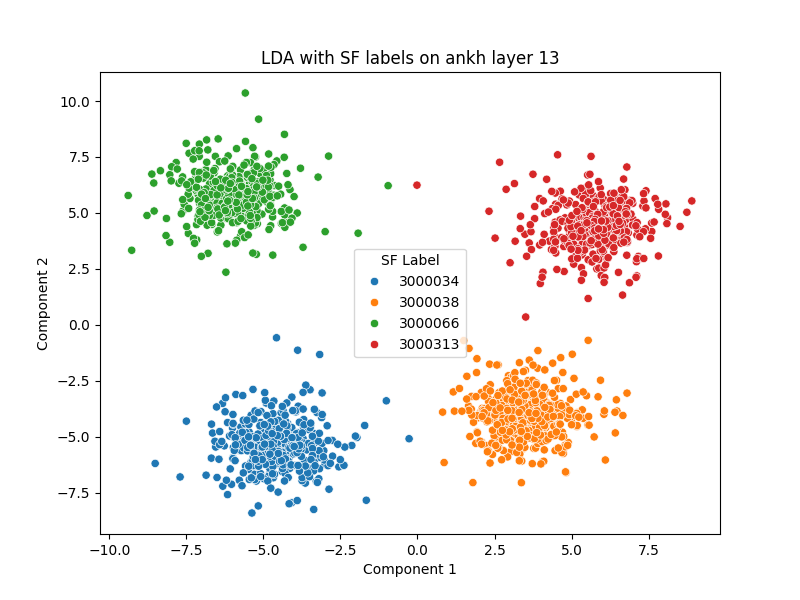 LDA with SF labels on ankh layer 13
10.0
7.5
5.0
2.5
0.0
−2.5
−5.0
−7.5
Component 2
SF Label
3000034
3000038
3000066
3000313
−10.0 −7.5 −5.0 −2.5 0.0 2.5 5.0 7.5
Component 1